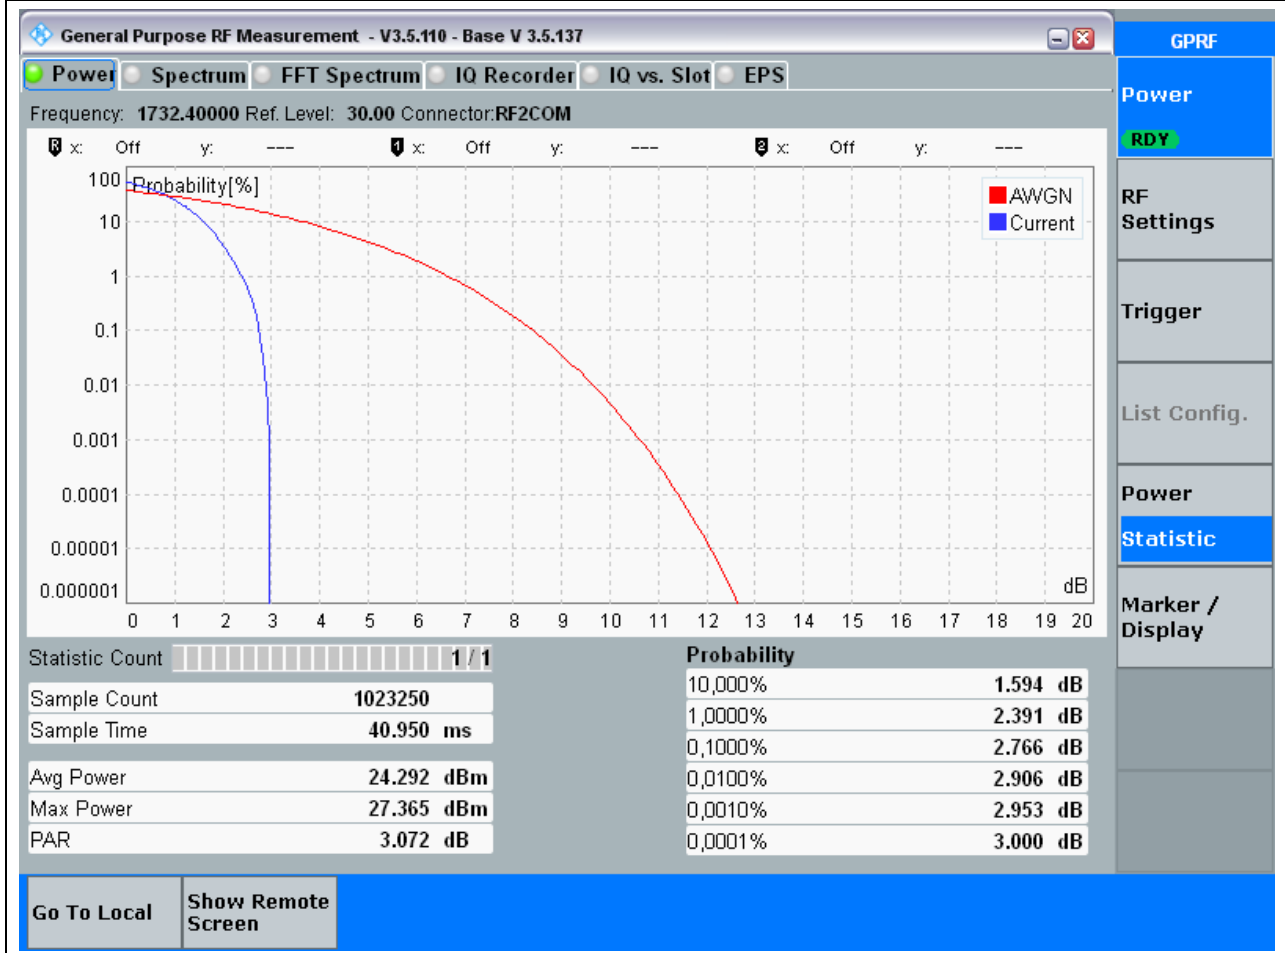 General Purpose RF Measurement - V3.5.110 - Base V 3.5.137
GPRF
Power Spectrum FFT Spectrum IQ Recorder IQ vs. Slot EPS
Frequency: 1732.40000 Ref. Level: 30.00 Connector:RF2COM
R x: Off y: --- 1 x: Off y: --- 2 x: Off y: ---
Probability[%]
AWGN
Current
100
10
1
0.1
0.01
0.001
0.0001
0.00001
0.000001
dB
0 1 2 3 4 5 6 7 8 9 10 11 12 13 14 15 16 17 18 19 20
Statistic Count 1 / 1
Sample Count 1023250
Sample Time 40.950 ms
Avg Power 24.292 dBm
Max Power 27.365 dBm
PAR 3.072 dB
Probability
10,000% 1.594 dB
1,0000% 2.391 dB
0,1000% 2.766 dB
0,0100% 2.906 dB
0,0010% 2.953 dB
0,0001% 3.000 dB
Power
RDY
RF
Settings
Trigger
List Config.
Power
Statistic
Marker /
Display
Go To Local
Show Remote
Screen